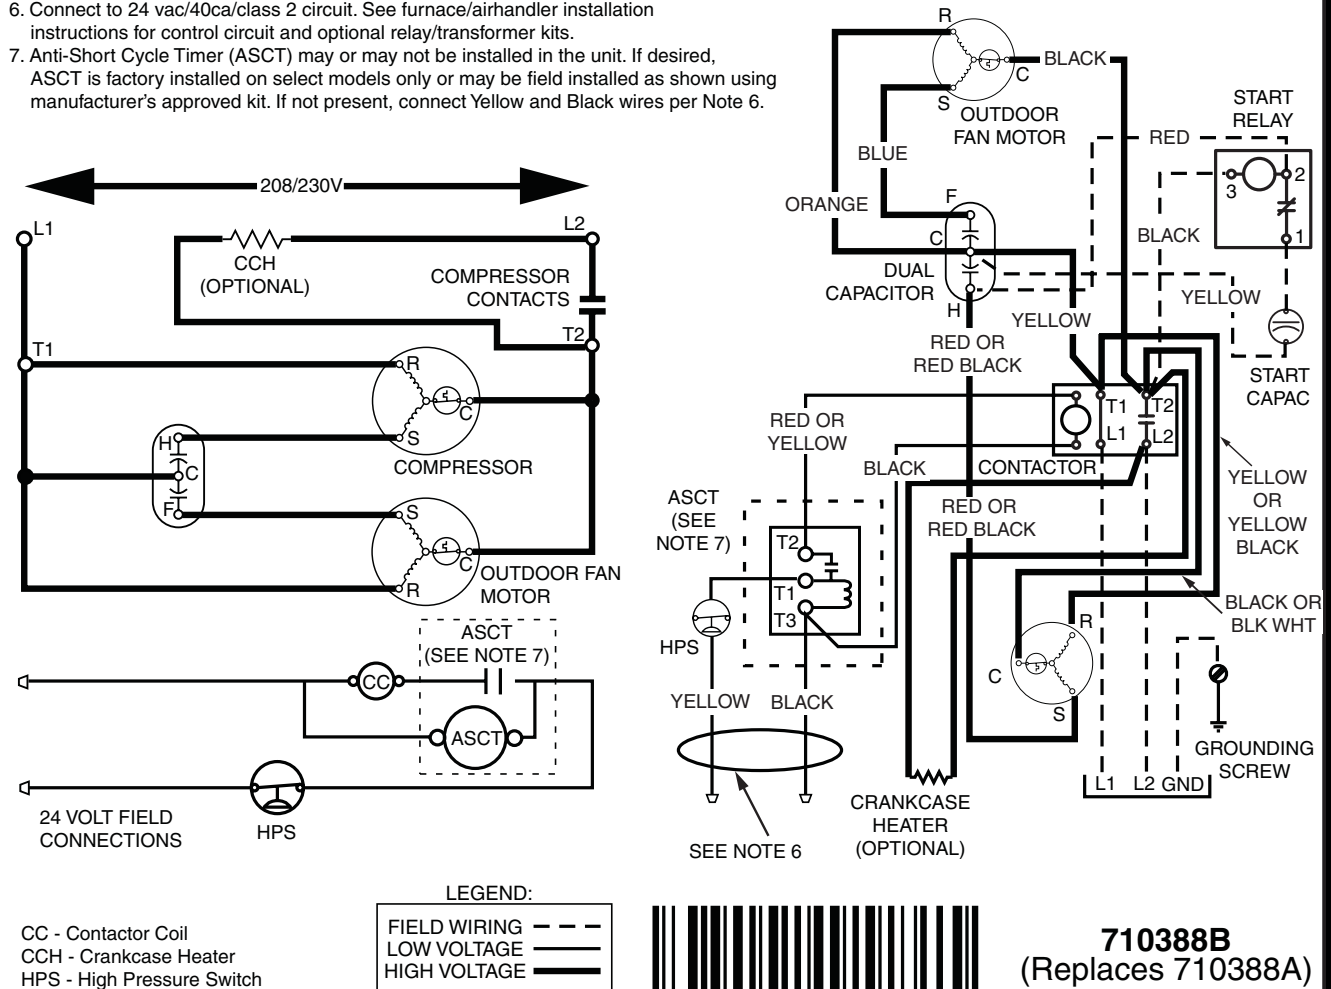 6. Connect to 24 vac/40ca/class 2 circuit. See furnace/airhandler installation
instructions for control circuit and optional relay/transformer kits.
7. Anti-Short Cycle Timer (ASCT) may or may not be installed in the unit. If desired,
ASCT is factory installed on select models only or may be field installed as shown using
manufacturer's approved kit. If not present, connect Yellow and Black wires per Note 6.
208/230V
L1
L2
CCH
(OPTIONAL)
COMPRESSOR
CONTACTS
T1
T2
R
C
S
COMPRESSOR
H
C
F
S
C
R
OUTDOOR FAN
MOTOR
ASCT
(SEE NOTE 7)
CC
ASCT
24 VOLT FIELD
CONNECTIONS
HPS
R
C
S
BLACK
OUTDOOR
FAN MOTOR
START
RELAY
RED
BLUE
3
2
1
ORANGE
F
C
H
BLACK
DUAL
CAPACITOR
YELLOW
YELLOW
RED OR
RED BLACK
START
CAPAC
T1
T2
L1
L2
CONTACTOR
RED OR
YELLOW
BLACK
RED OR
RED BLACK
YELLOW
OR
YELLOW
BLACK
ASCT
(SEE
NOTE 7)
T2
T1
T3
HPS
BLACK OR
BLK WHT
R
C
S
YELLOW
BLACK
GROUNDING
SCREW
L1
L2
GND
CRANKCASE
HEATER
(OPTIONAL)
SEE NOTE 6
LEGEND:
FIELD WIRING
LOW VOLTAGE
HIGH VOLTAGE
CC - Contactor Coil
CCH - Crankcase Heater
HPS - High Pressure Switch
710388B
(Replaces 710388A)